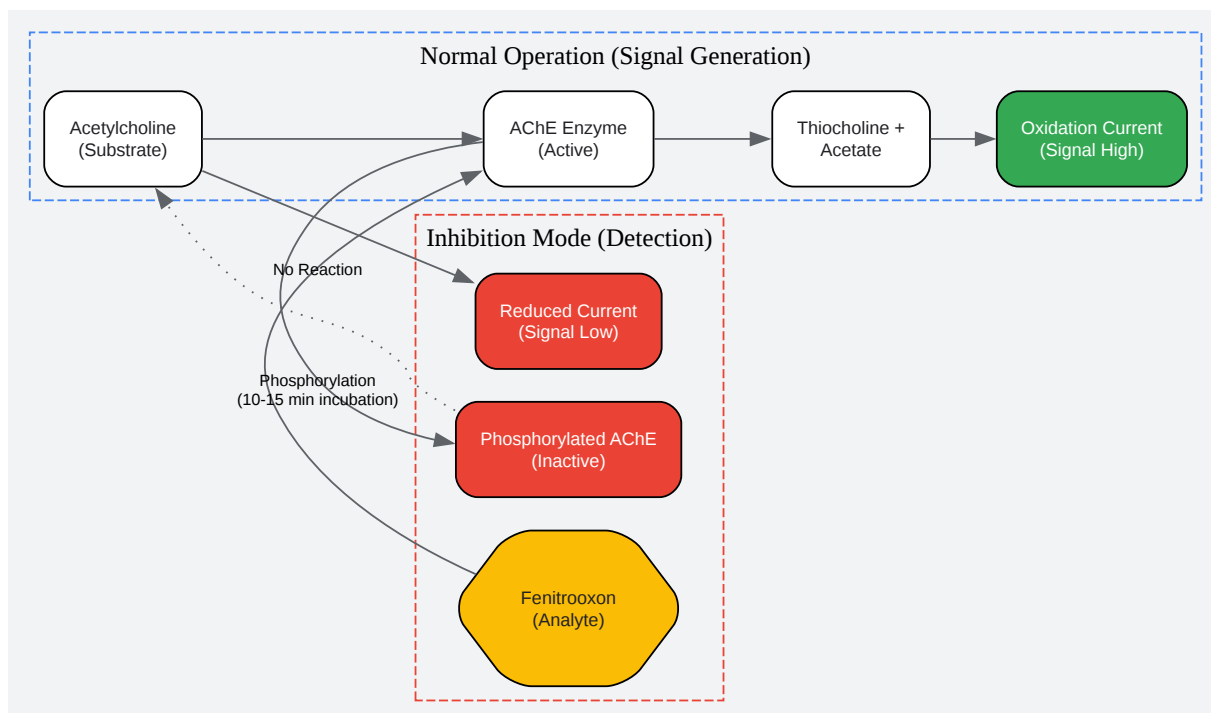 Normal Operation (Signal Generation)
Acetylcholine
(Substrate)
AChE Enzyme
(Active)
Thiocholine +
Acetate
Oxidation Current
(Signal High)
Inhibition Mode (Detection)
No Reaction
Reduced Current
(Signal Low)
Phosphorylation
(10-15 min incubation)
Phosphorylated AChE
(Inactive)
Fenitrooxon
(Analyte)